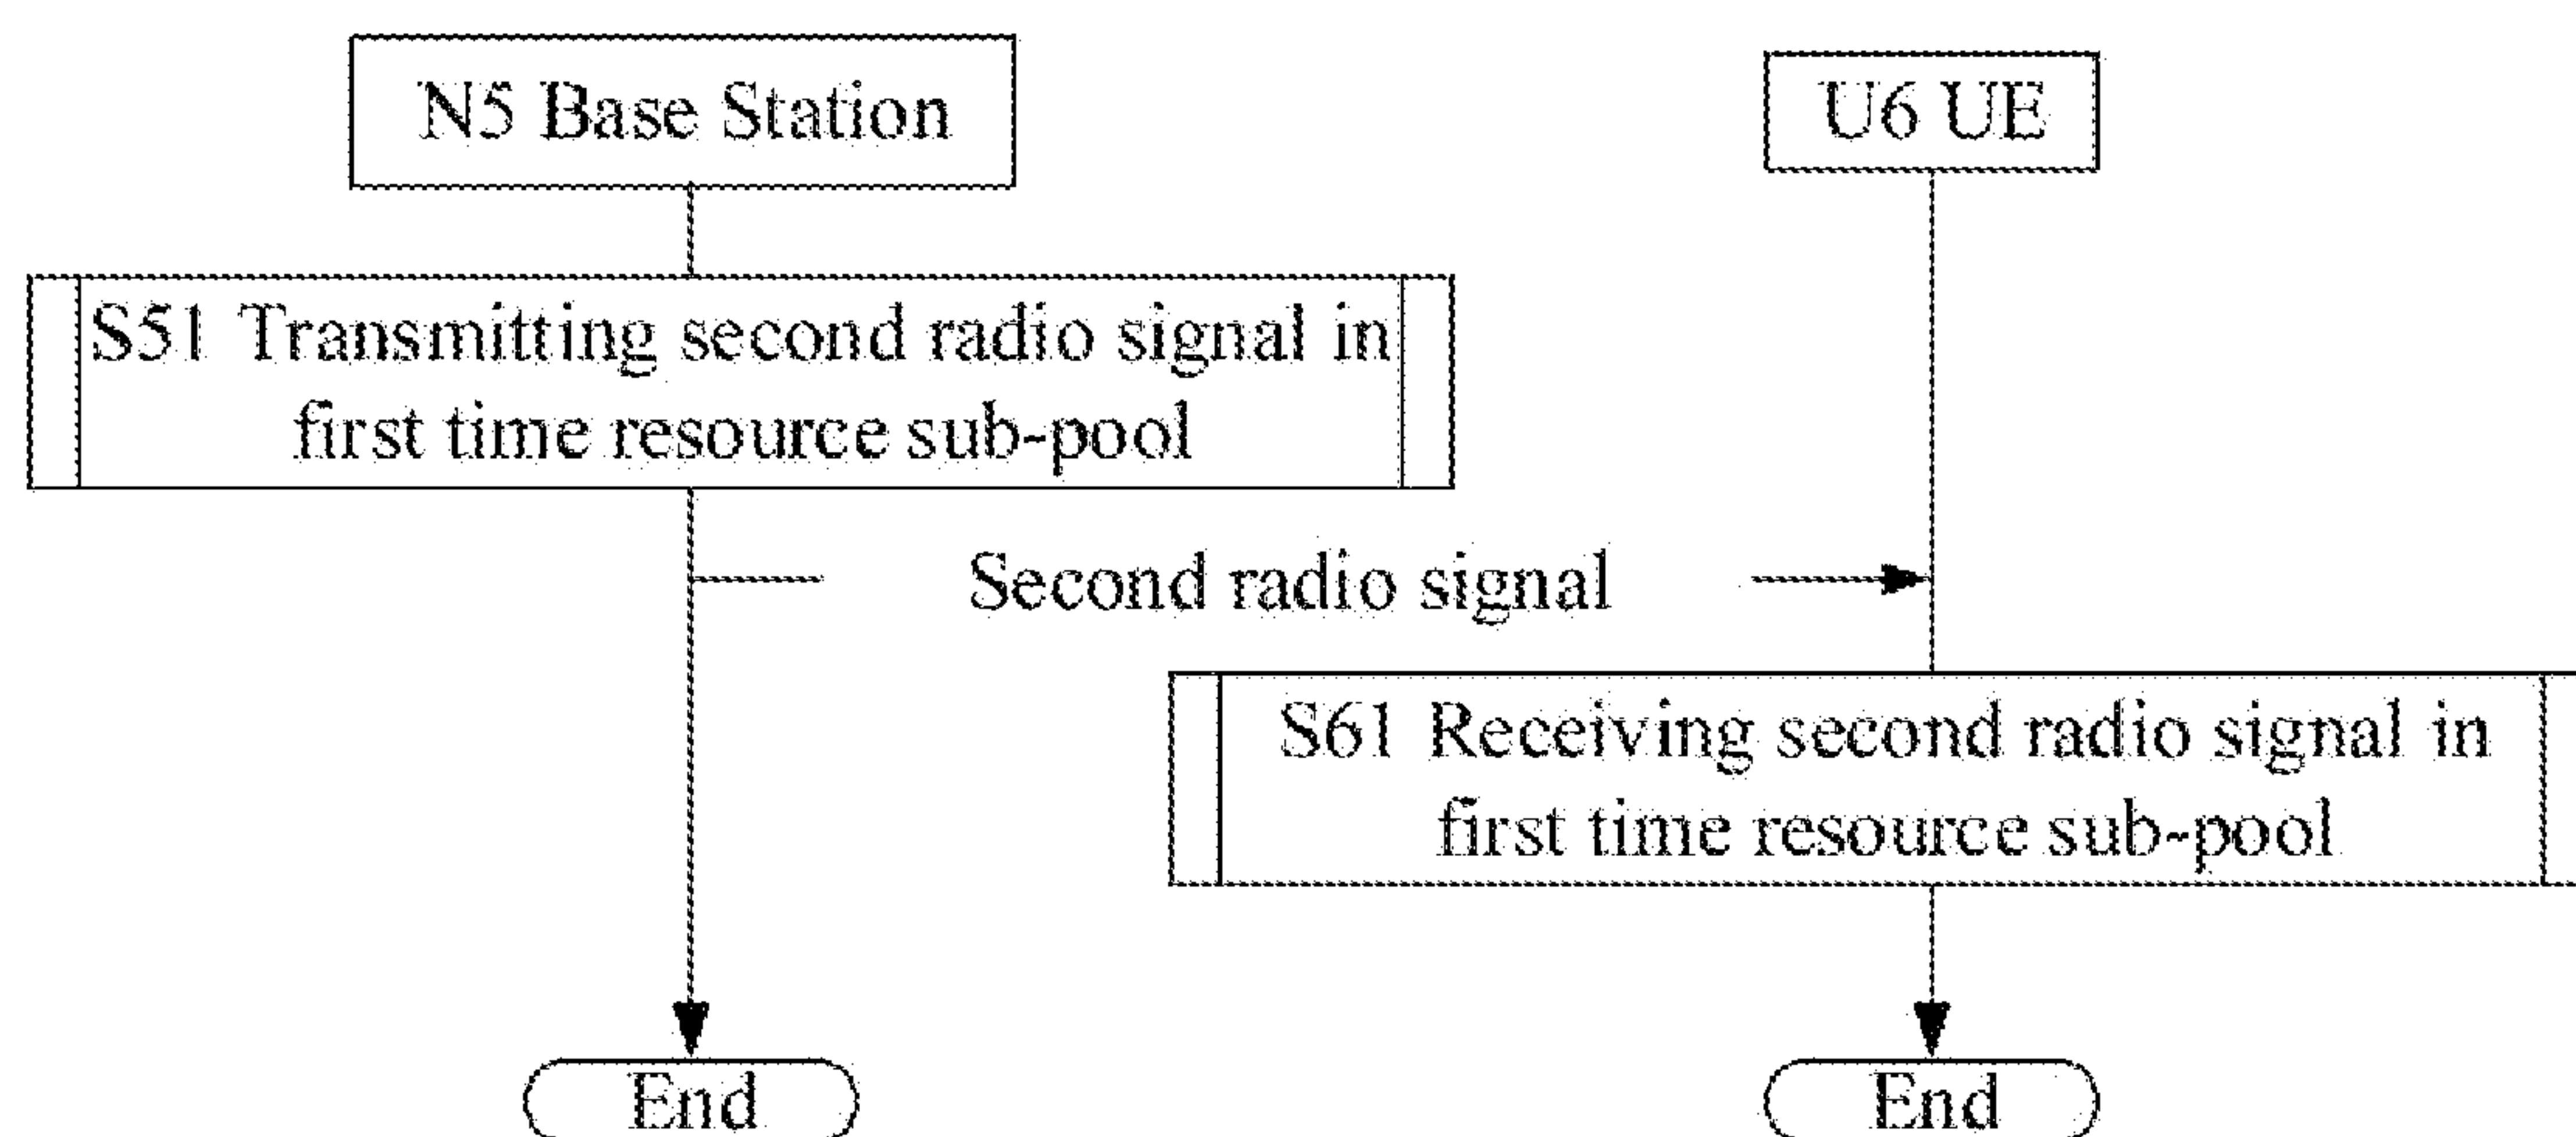 N5 Base Station
U6 UE
S51 Transmitting second radio signal in
first time resource sub-pool
Second radio signal
S61 Receiving second radio signal in
first time resource sub-pool
End
End